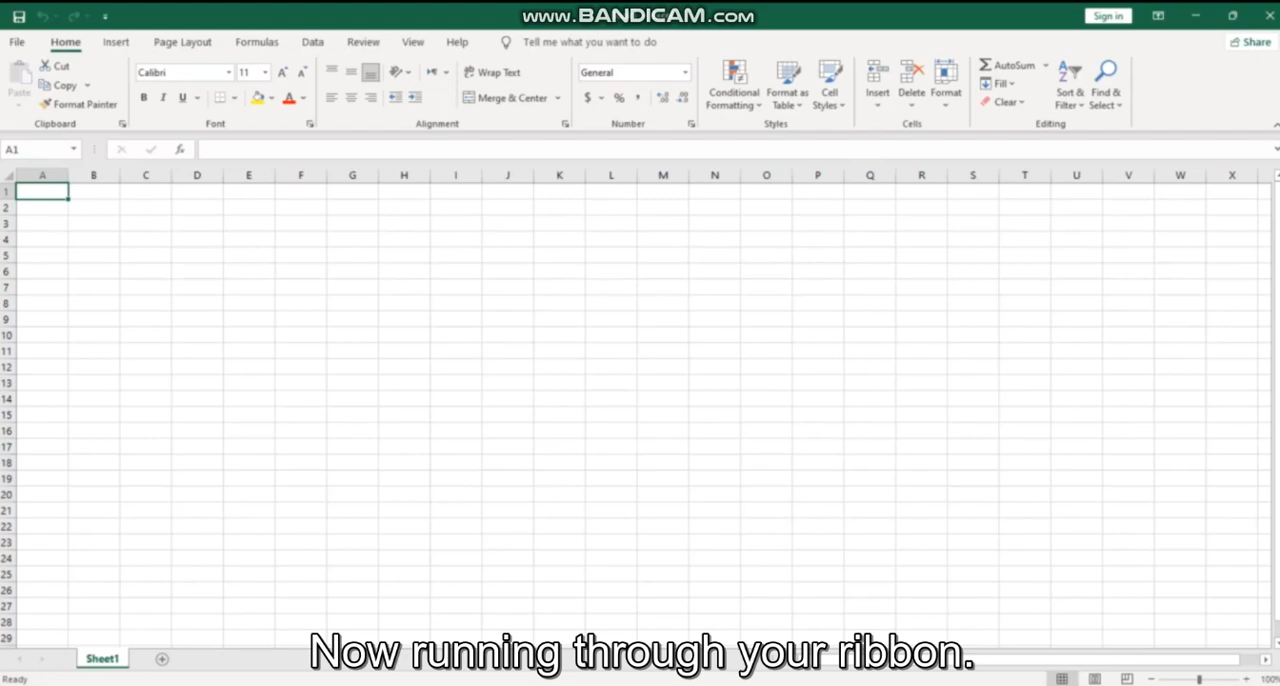 www.BANDICAM.com
Sign in
File Home Insert Page Layout Formulas Data Review View Help Tell me what you want to do Share
Paste
Cut
Copy
Format Painter
Clipboard
Calibri 11
B I U A
Font
Wrap Text
Merge & Center
Alignment
General
$ % ,
Number
Conditional Formatting
Format as Table
Cell Styles
Styles
Insert Delete Format
Cells
AutoSum
Fill
Clear
Sort & Filter
Find & Select
Editing
A1 fx
A B C D E F G H I J K L M N O P Q R S T U V W X
1
2
3
4
5
6
7
8
9
10
11
12
13
14
15
16
17
18
19
20
21
22
23
24
25
26
27
28
29
Now running through your ribbon.
Sheet1
Ready
100%